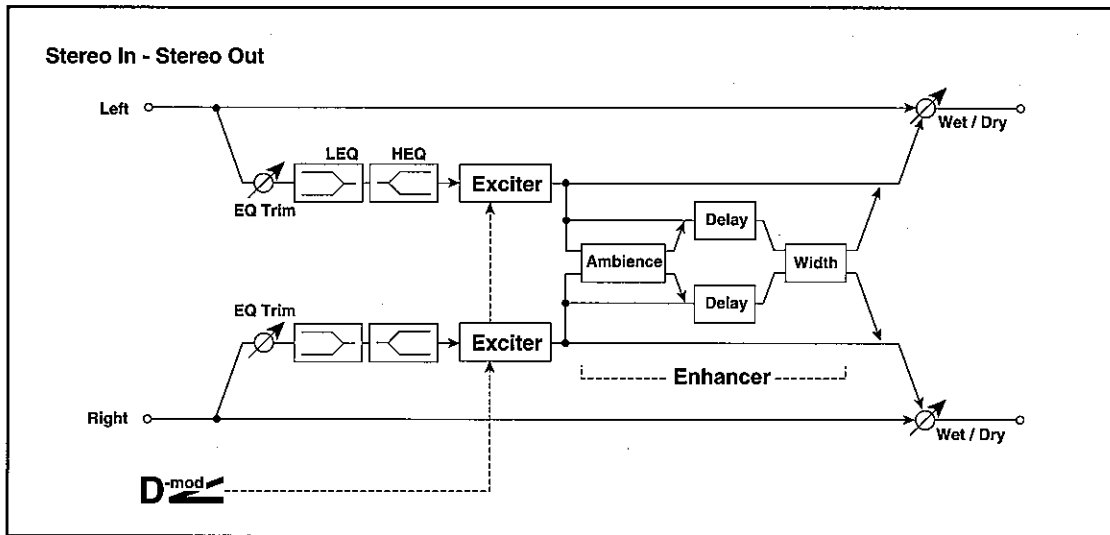 Stereo In - Stereo Out
Left
Wet / Dry
LEQ
HEQ
EQ Trim
Exciter
Delay
Ambience
Width
Delay
EQ Trim
Exciter
Enhancer
Right
Wet / Dry
D-mod